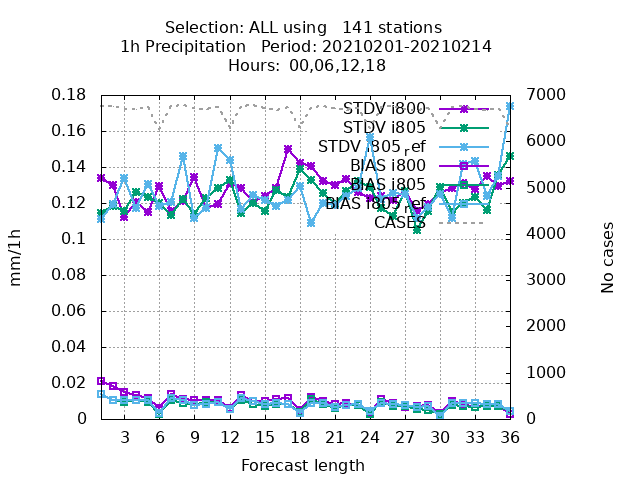 Selection: ALL using 141 stations
1h Precipitation Period: 20210201-20210214
Hours: 00,06,12,18
0.18 7000
0.16 6000
0.14 5000
0.12 4000
0.1
0.08 3000
0.06 2000
0.04
0.02 1000
0 0
STDV i800
STDV i805
STDV i805ref
BIAS i800
BIAS i805
BIAS i805ref
CASES
mm/1h
No cases
3 6 9 12 15 18 21 24 27 30 33 36
Forecast length